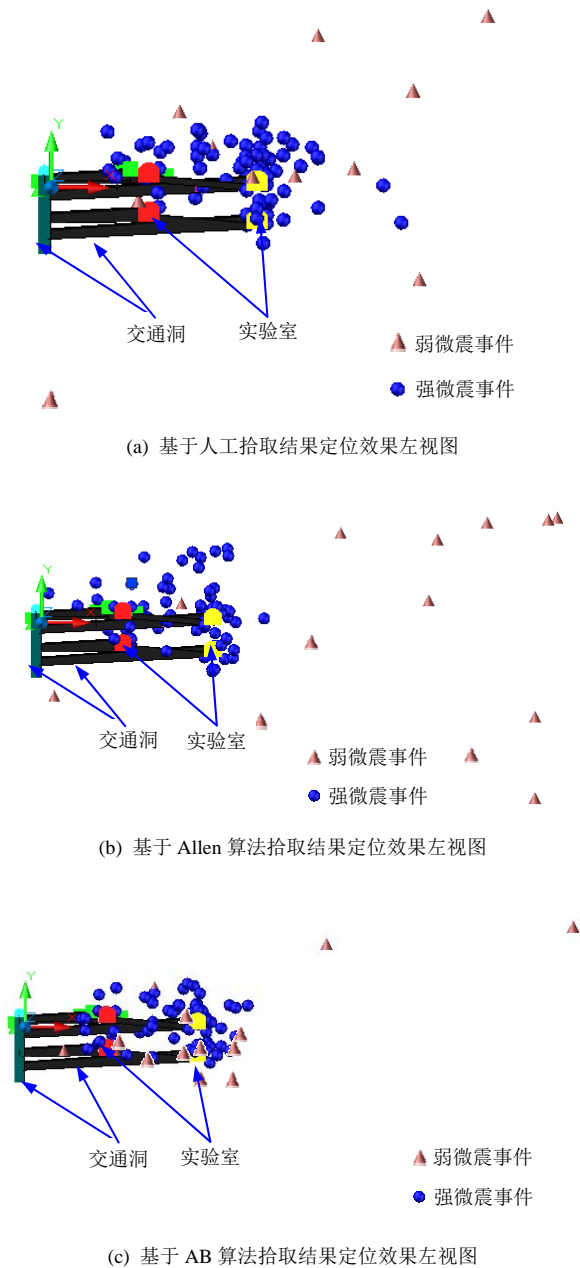 Y
X
Z
交通洞
实验室
弱微震事件
强微震事件
(a) 基于人工拾取结果定位效果左视图
Y
X
Z
交通洞
实验室
弱微震事件
强微震事件
(b) 基于 Allen 算法拾取结果定位效果左视图
Y
交通洞
实验室
弱微震事件
强微震事件
(c) 基于 AB 算法拾取结果定位效果左视图